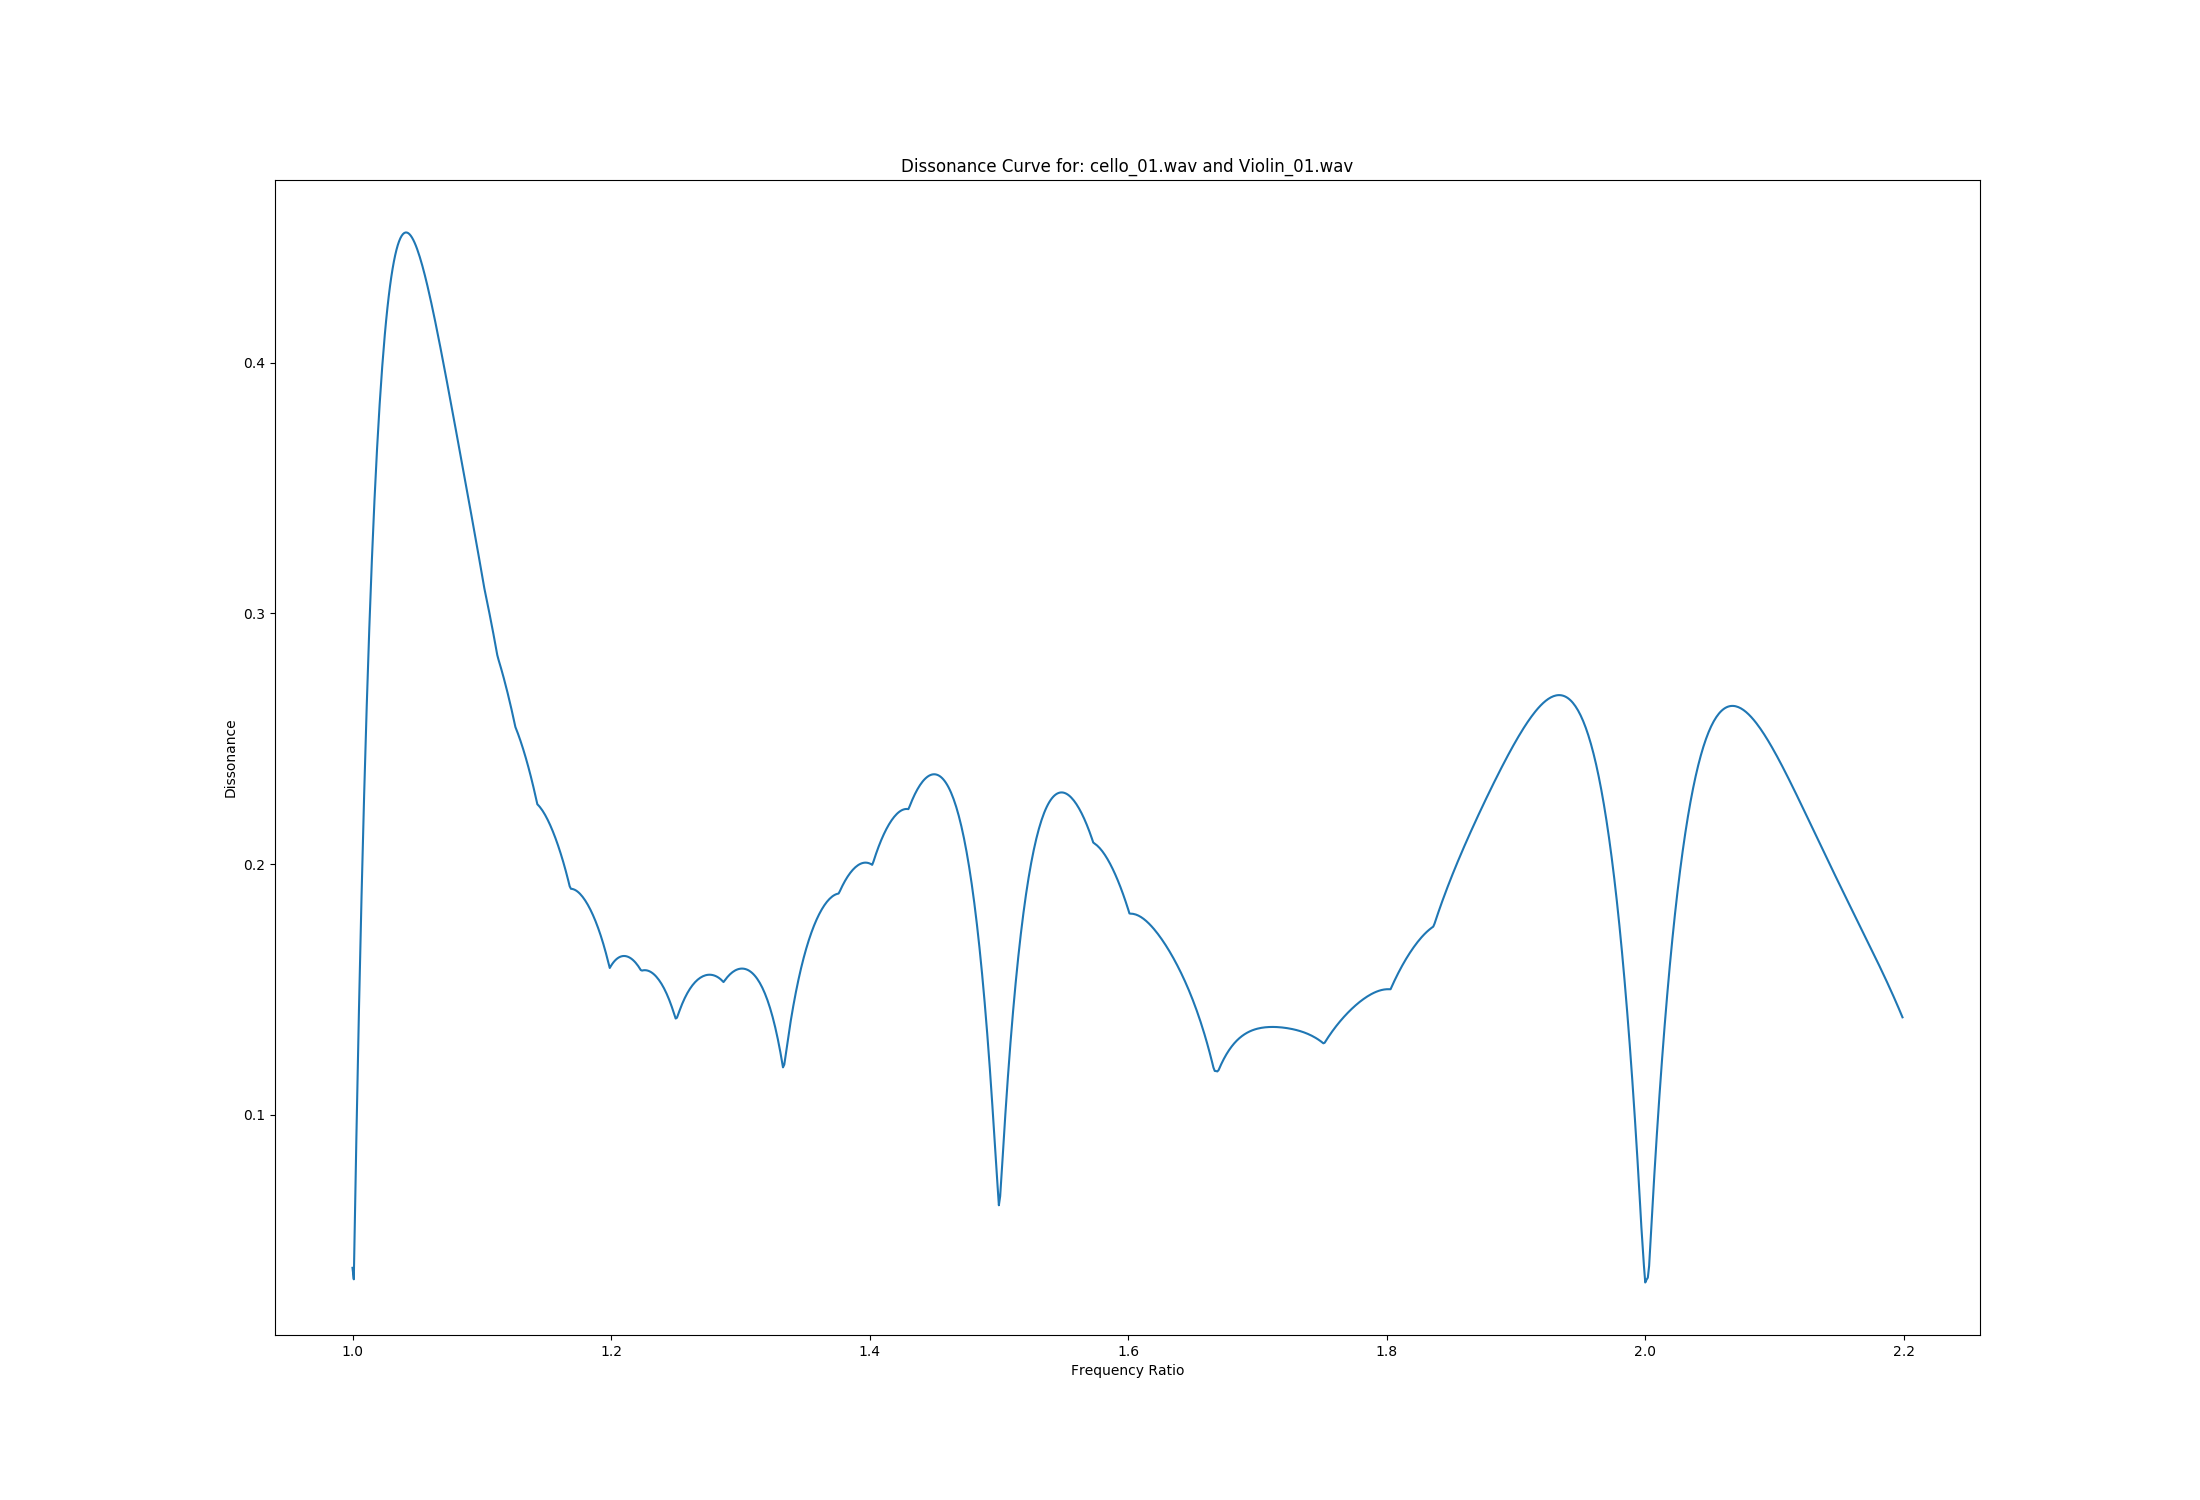 Dissonance Curve for: cello_01.wav and Violin_01.wav
Dissonance
0.4
0.3
0.2
0.1
1.0 1.2 1.4 1.6 1.8 2.0 2.2
Frequency Ratio